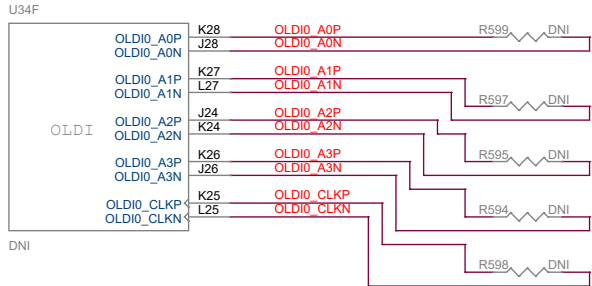 U34F
OLDI0_A0P K28 OLDI0_A0P R599 DNI
OLDI0_A0N J28 OLDI0_A0N
OLDI0_A1P K27 OLDI0_A1P
OLDI0_A1N L27 OLDI0_A1N R597 DNI
OLDI0_A2P J24 OLDI0_A2P
OLDI OLDI0_A2N K24 OLDI0_A2N
OLDI0_A3P K26 OLDI0_A3P R595 DNI
OLDI0_A3N J26 OLDI0_A3N
OLDI0_CLKP K25 OLDI0_CLKP
OLDI0_CLKN L25 OLDI0_CLKN R594 DNI
DNI
R598 DNI